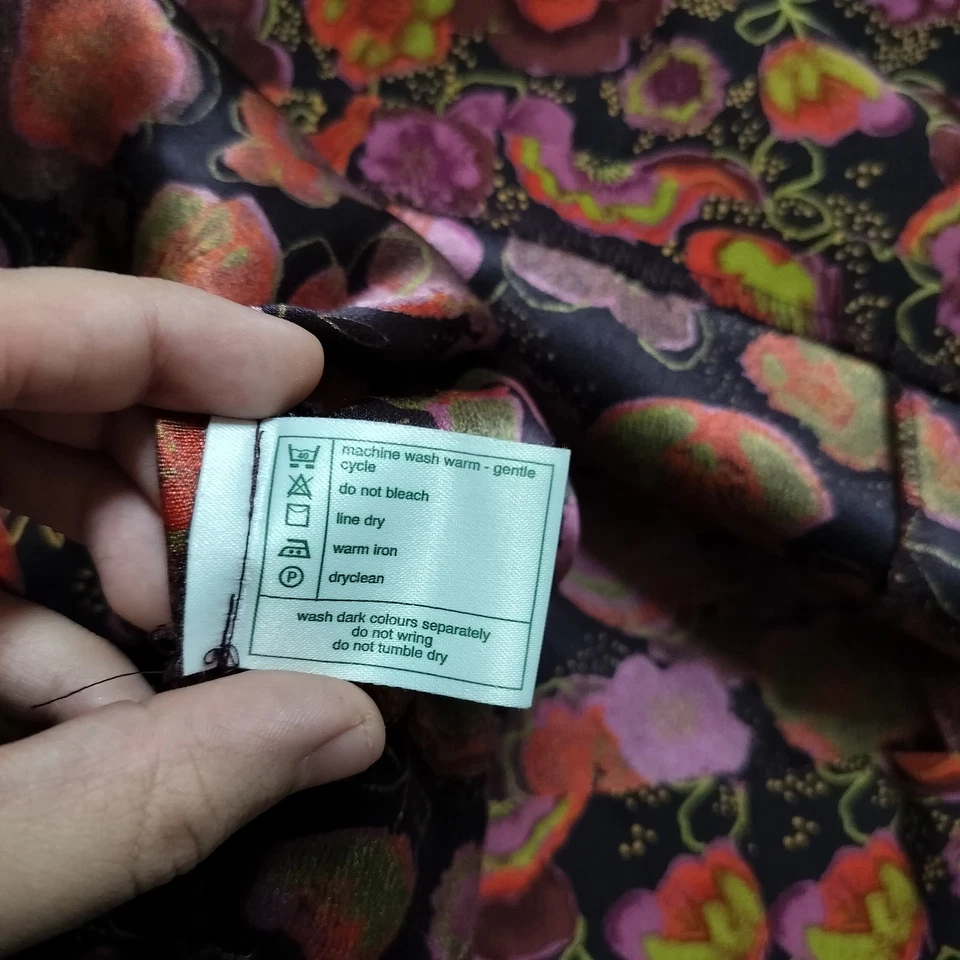 40
machine wash warm - gentle
cycle
do not bleach
line dry
warm iron
P
dryclean
wash dark colours separately
do not wring
do not tumble dry